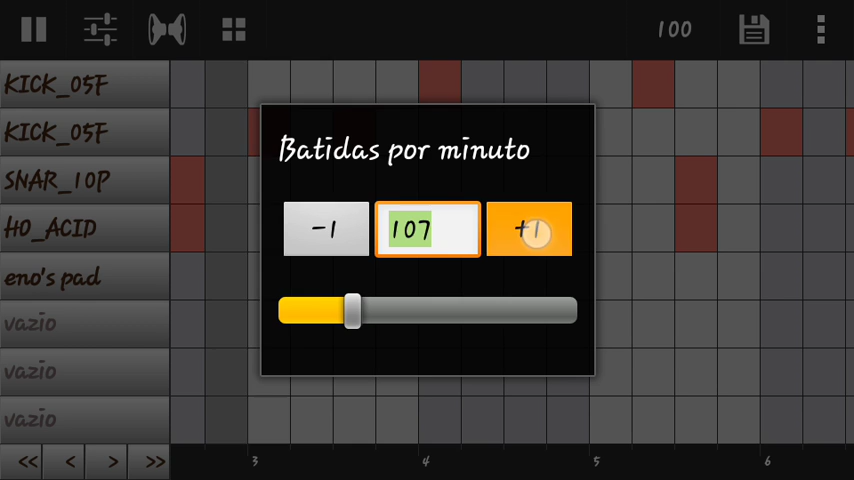 100
KICK_05F
KICK_05F
SNAR_10P
HO_ACID
eno's pad
vazio
vazio
vazio
Batidas por minuto
-1 107 +1
<< < > >>
3 4 5 6